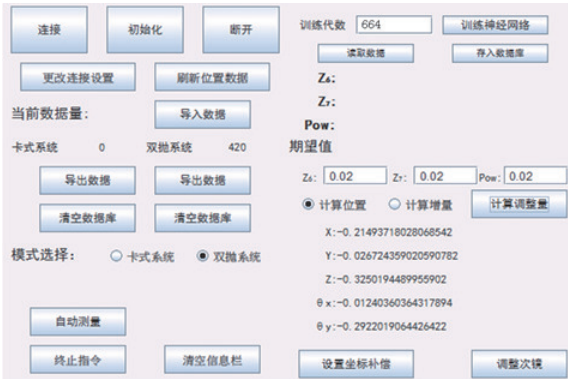 连接 初始化 断开
更改连接设置 刷新位置数据
当前数据量: 导入数据
卡式系统 0 双抛系统 420
导出数据 导出数据
清空数据库 清空数据库
模式选择: 卡式系统 双抛系统
自动测量
终止指令 清空信息栏
训练代数 664 训练神经网络
读取数据 存入数据库
Z₆:
Z₇:
Pow:
期望值
Z₆: 0.02 Z₇: 0.02 Pow: 0.02
计算位置 计算增量 计算调整量
X:-0.21493718028068542
Y:-0.026724359020590782
Z:-0.3250194489955902
θx:-0.01240360364317894
θy:-0.2922019064426422
设置坐标补偿 调整次镜